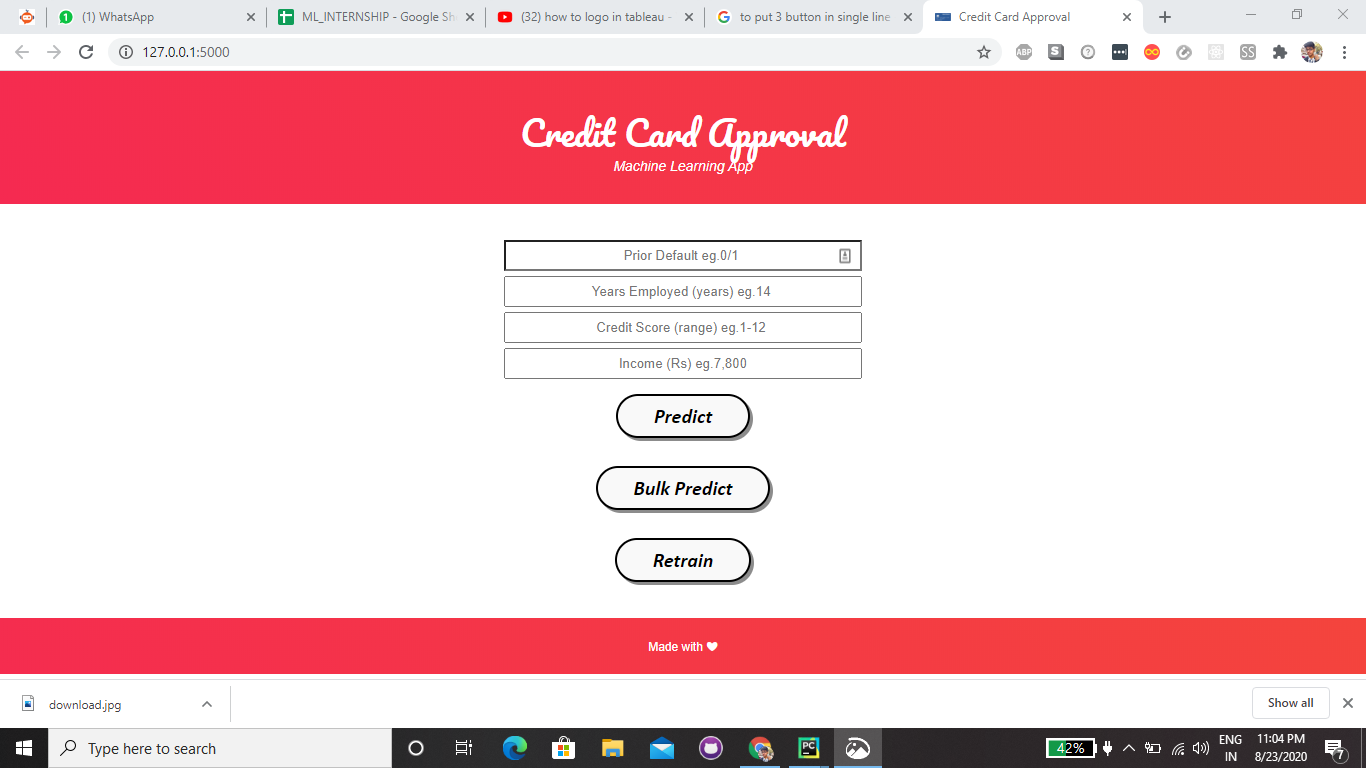 (1) WhatsApp
ML_INTERNSHIP - Google Sh
(32) how to logo in tableau -
to put 3 button in single line
Credit Card Approval
127.0.0.1:5000
ABP
S
SS
Credit Card Approval
Machine Learning App
Prior Default eg.0/1
Years Employed (years) eg.14
Credit Score (range) eg.1-12
Income (Rs) eg.7,800
Predict
Bulk Predict
Retrain
Made with
download.jpg
Show all
Type here to search
PC
42%
ENG
IN
11:04 PM
8/23/2020
7